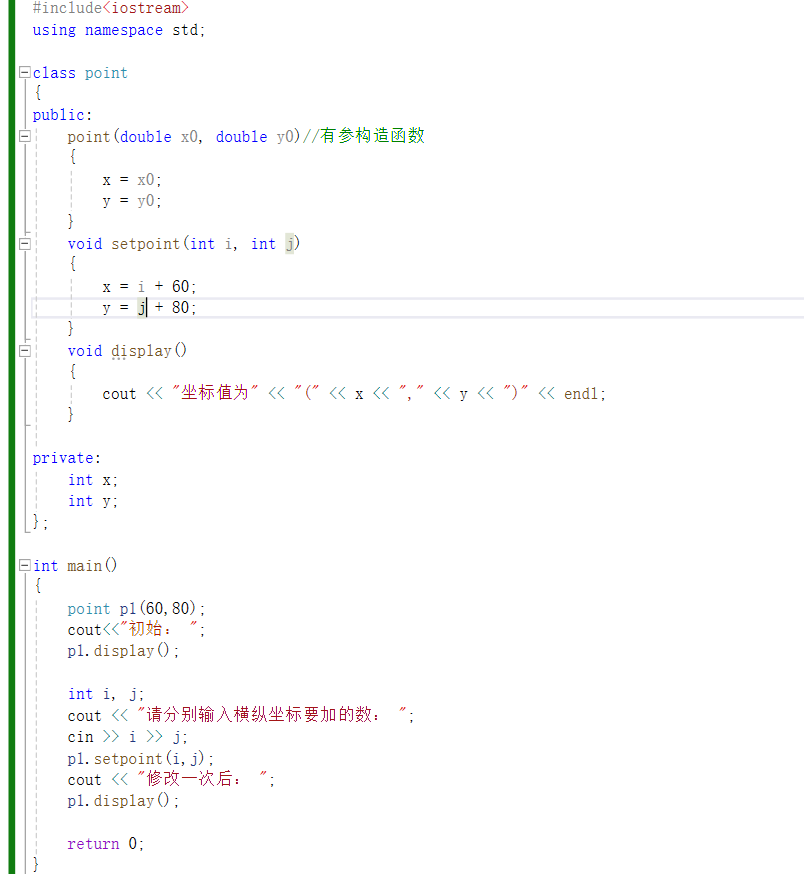 #include<iostream>
using namespace std;
class point
{
public:
point(double x0, double y0)//有参构造函数
{
x = x0;
y = y0;
}
void setpoint(int i, int j)
{
x = i + 60;
y = j + 80;
}
void display()
{
cout << "坐标值为" << "(" << x << "," << y << ")" << endl;
}
private:
int x;
int y;
};
int main()
{
point p1(60,80);
cout<<"初始： ";
p1.display();
int i, j;
cout << "请分别输入横纵坐标要加的数： ";
cin >> i >> j;
p1.setpoint(i,j);
cout << "修改一次后： ";
p1.display();
return 0;
}